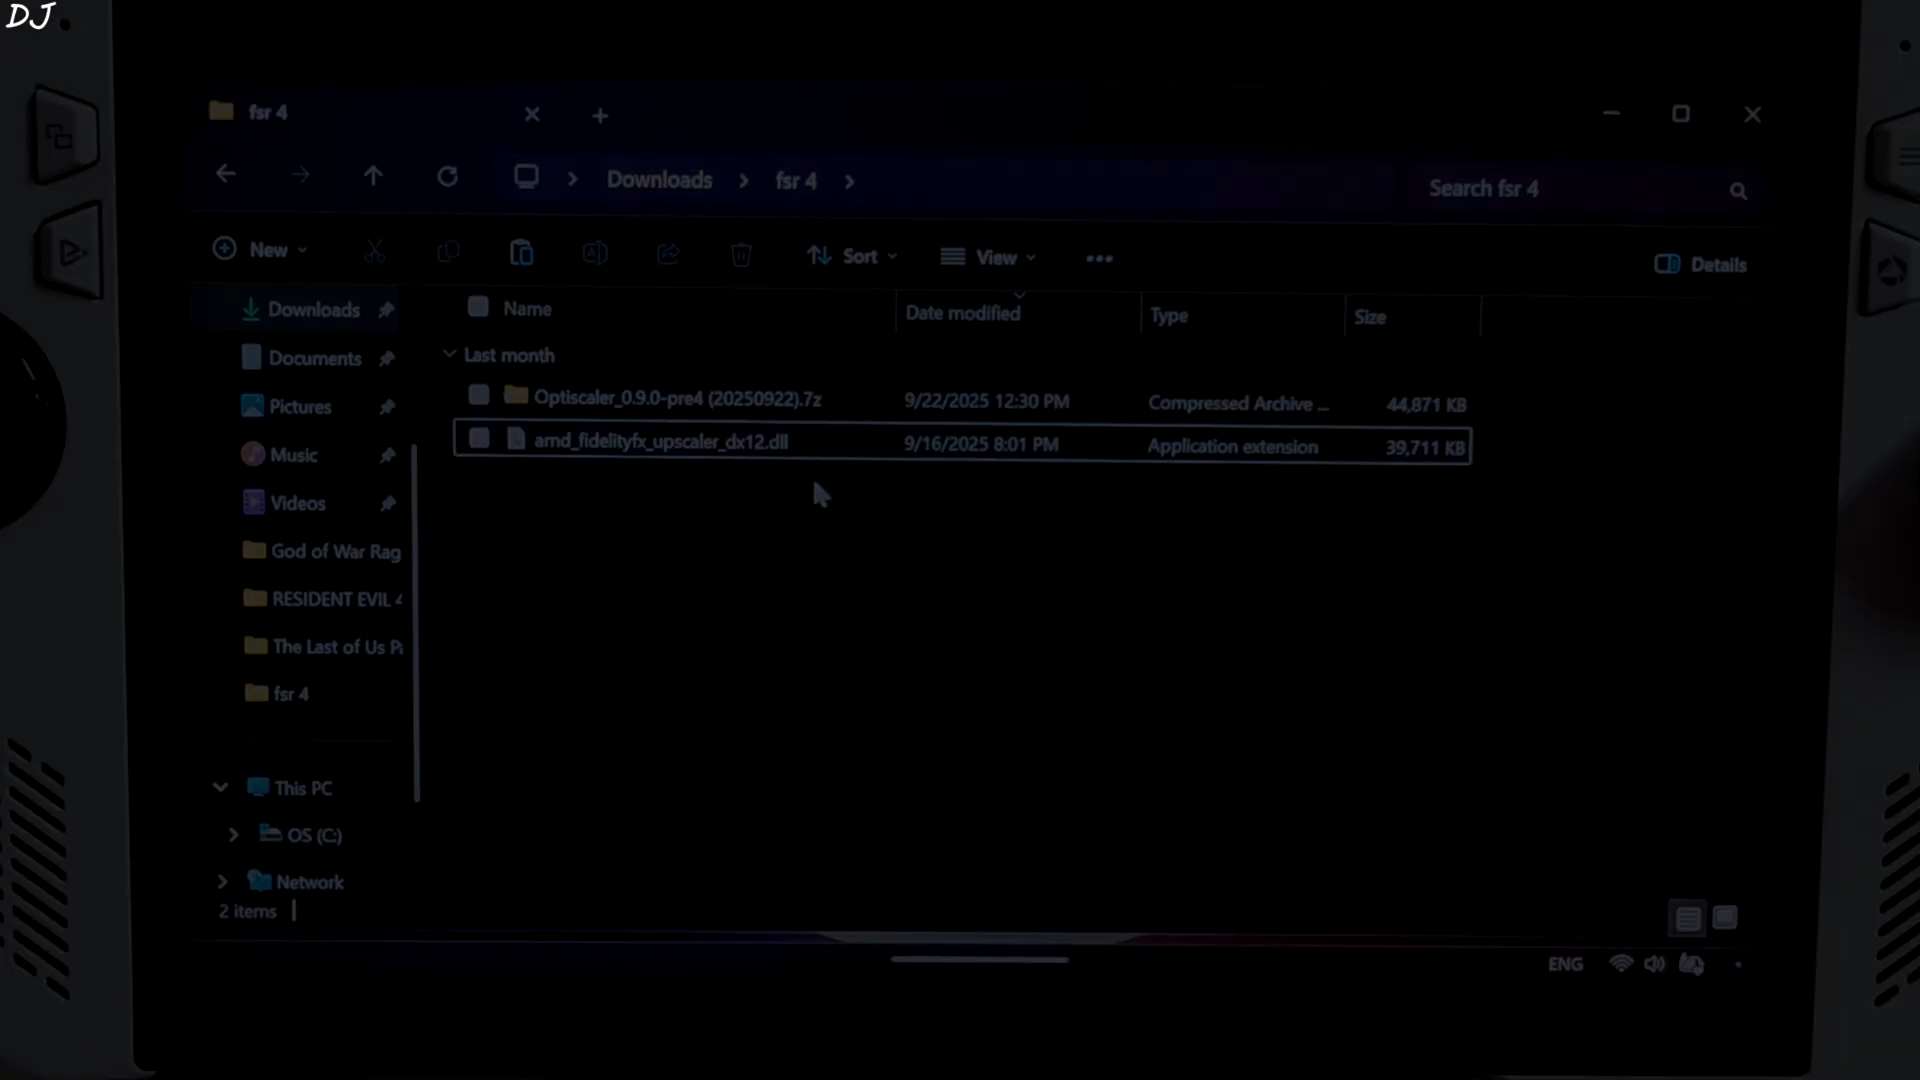 DJ
fsr 4
Downloads
fsr 4
Search fsr 4
New
Sort
View
Details
Downloads
Documents
Pictures
Music
Videos
God of War Rag
RESIDENT EVIL 4
The Last of Us Pa
fsr 4
This PC
OS (C:)
Network
Name Date modified Type Size
Last month
Optiscaler_0.9.0-pre4 (20250922).7z 9/22/2025 12:30 PM Compressed Archive ... 44,871 KB
amd_fidelityfx_upscaler_dx12.dll 9/16/2025 8:01 PM Application extension 39,711 KB
2 items
ENG